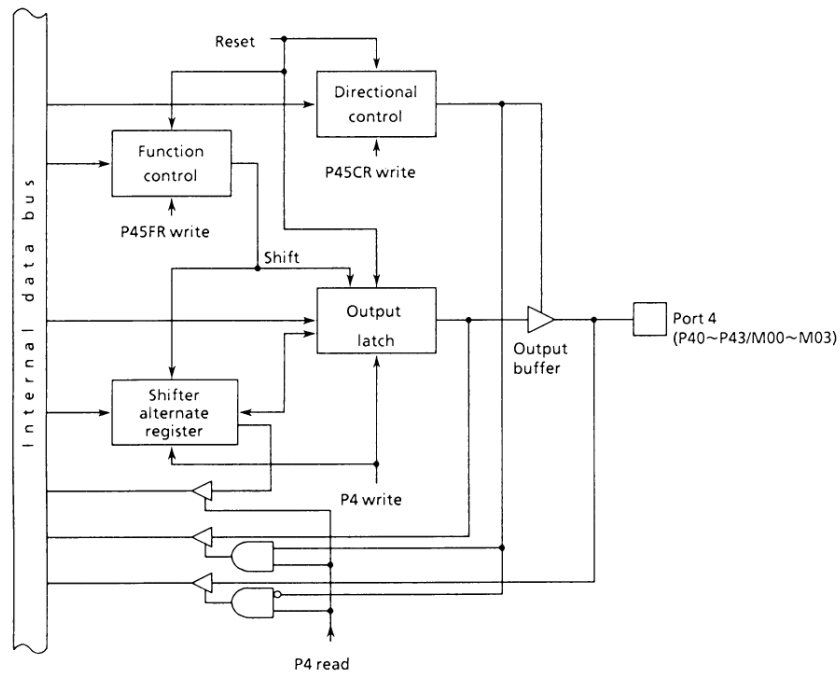 Reset
Directional
control
Function
control
P45CR write
P45FR write
Shift
Internal data bus
Output
latch
Port 4
(P40~P43/M00~M03)
Output
buffer
Shifter
alternate
register
P4 write
P4 read